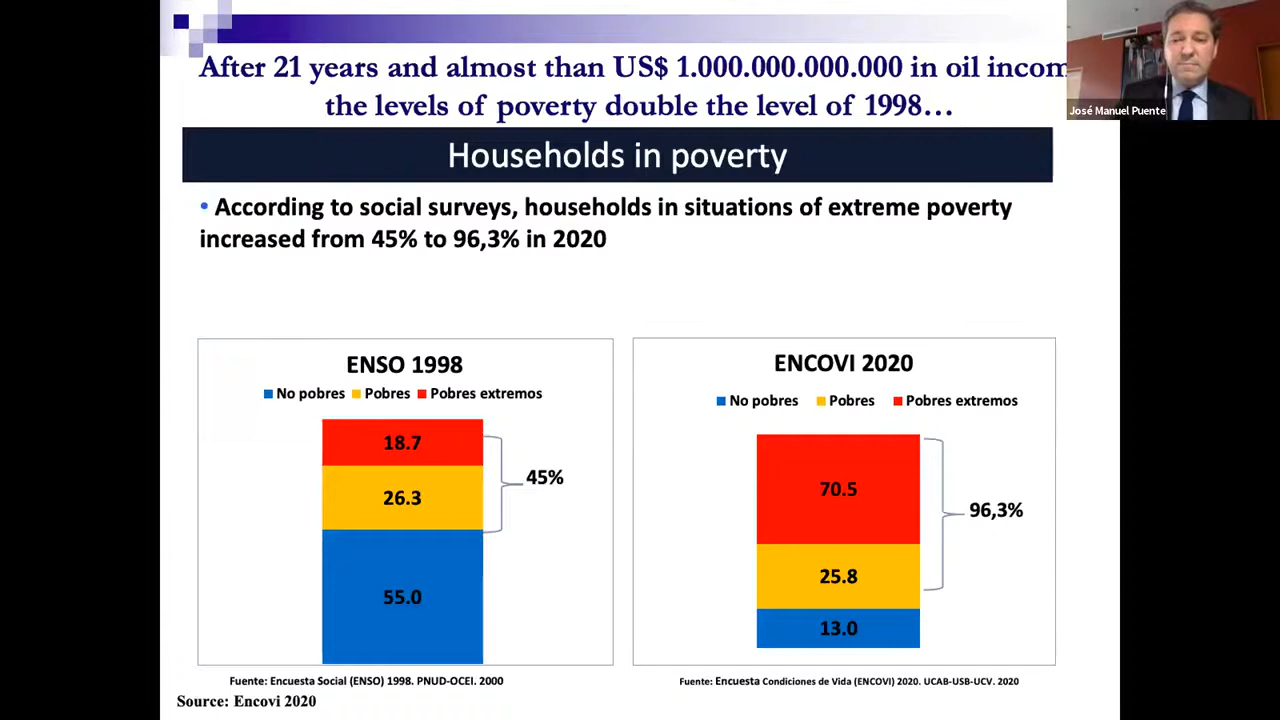 After 21 years and almost than US$ 1.000.000.000.000 in oil incom
the levels of poverty double the level of 1998…
José Manuel Puente
Households in poverty
• According to social surveys, households in situations of extreme poverty
increased from 45% to 96,3% in 2020
ENSO 1998
No pobres Pobres Pobres extremos
18.7
45%
26.3
55.0
Fuente: Encuesta Social (ENSO) 1998. PNUD-OCEI. 2000
ENCOVI 2020
No pobres Pobres Pobres extremos
70.5
96,3%
25.8
13.0
Fuente: Encuesta Condiciones de Vida (ENCOVI) 2020. UCAB-USB-UCV. 2020
Source: Encovi 2020